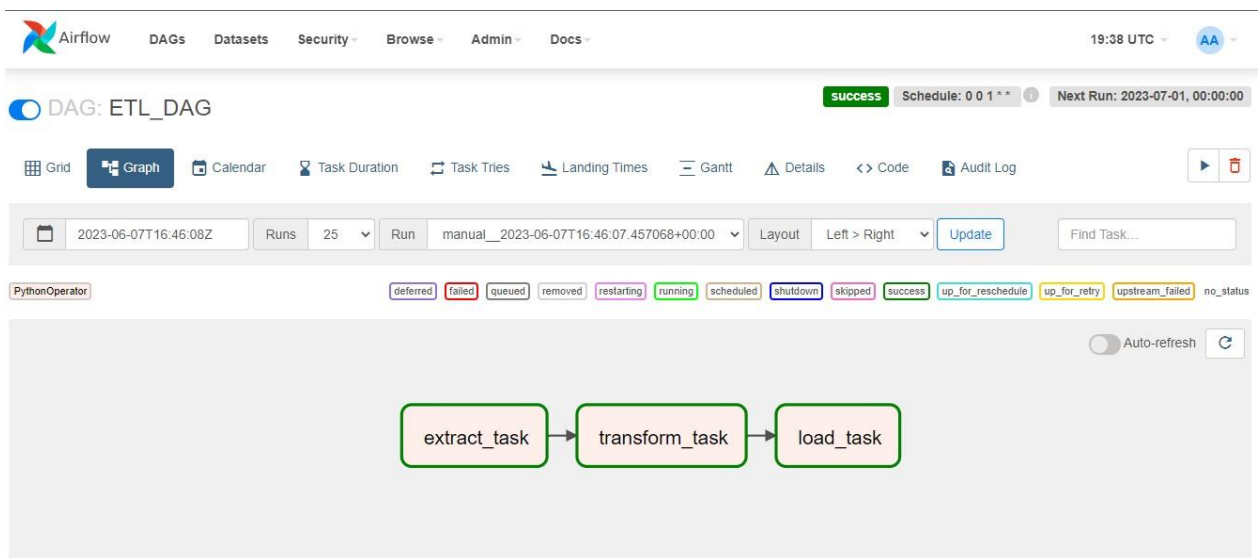 Airflow DAGs Datasets Security Browse Admin Docs 19:38 UTC AA
DAG: ETL_DAG success Schedule: 0 0 1 * * Next Run: 2023-07-01, 00:00:00
Grid Graph Calendar Task Duration Task Tries Landing Times Gantt Details <> Code Audit Log
2023-06-07T16:46:08Z Runs 25 Run manual__2023-06-07T16:46:07.457068+00:00 Layout Left > Right Update Find Task...
PythonOperator deferred failed queued removed restarting running scheduled shutdown skipped success up_for_reschedule up_for_retry upstream_failed no_status
Auto-refresh
extract_task transform_task load_task